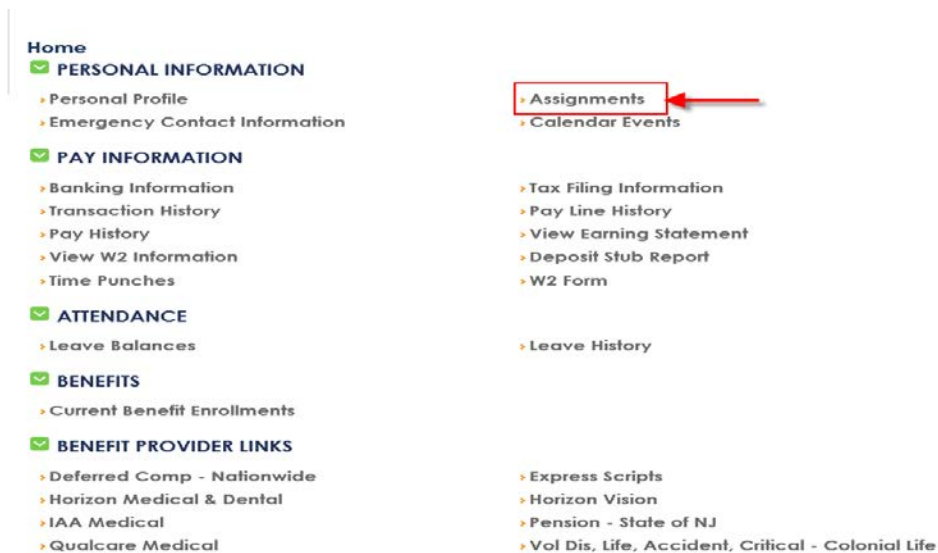 Home
PERSONAL INFORMATION
Personal Profile
Assignments
Emergency Contact Information
Calendar Events
PAY INFORMATION
Banking Information
Tax Filing Information
Transaction History
Pay Line History
Pay History
View Earning Statement
View W2 Information
Deposit Stub Report
Time Punches
W2 Form
ATTENDANCE
Leave Balances
Leave History
BENEFITS
Current Benefit Enrollments
BENEFIT PROVIDER LINKS
Deferred Comp - Nationwide
Express Scripts
Horizon Medical & Dental
Horizon Vision
IAA Medical
Pension - State of NJ
Qualcare Medical
Vol Dis, Life, Accident, Critical - Colonial Life